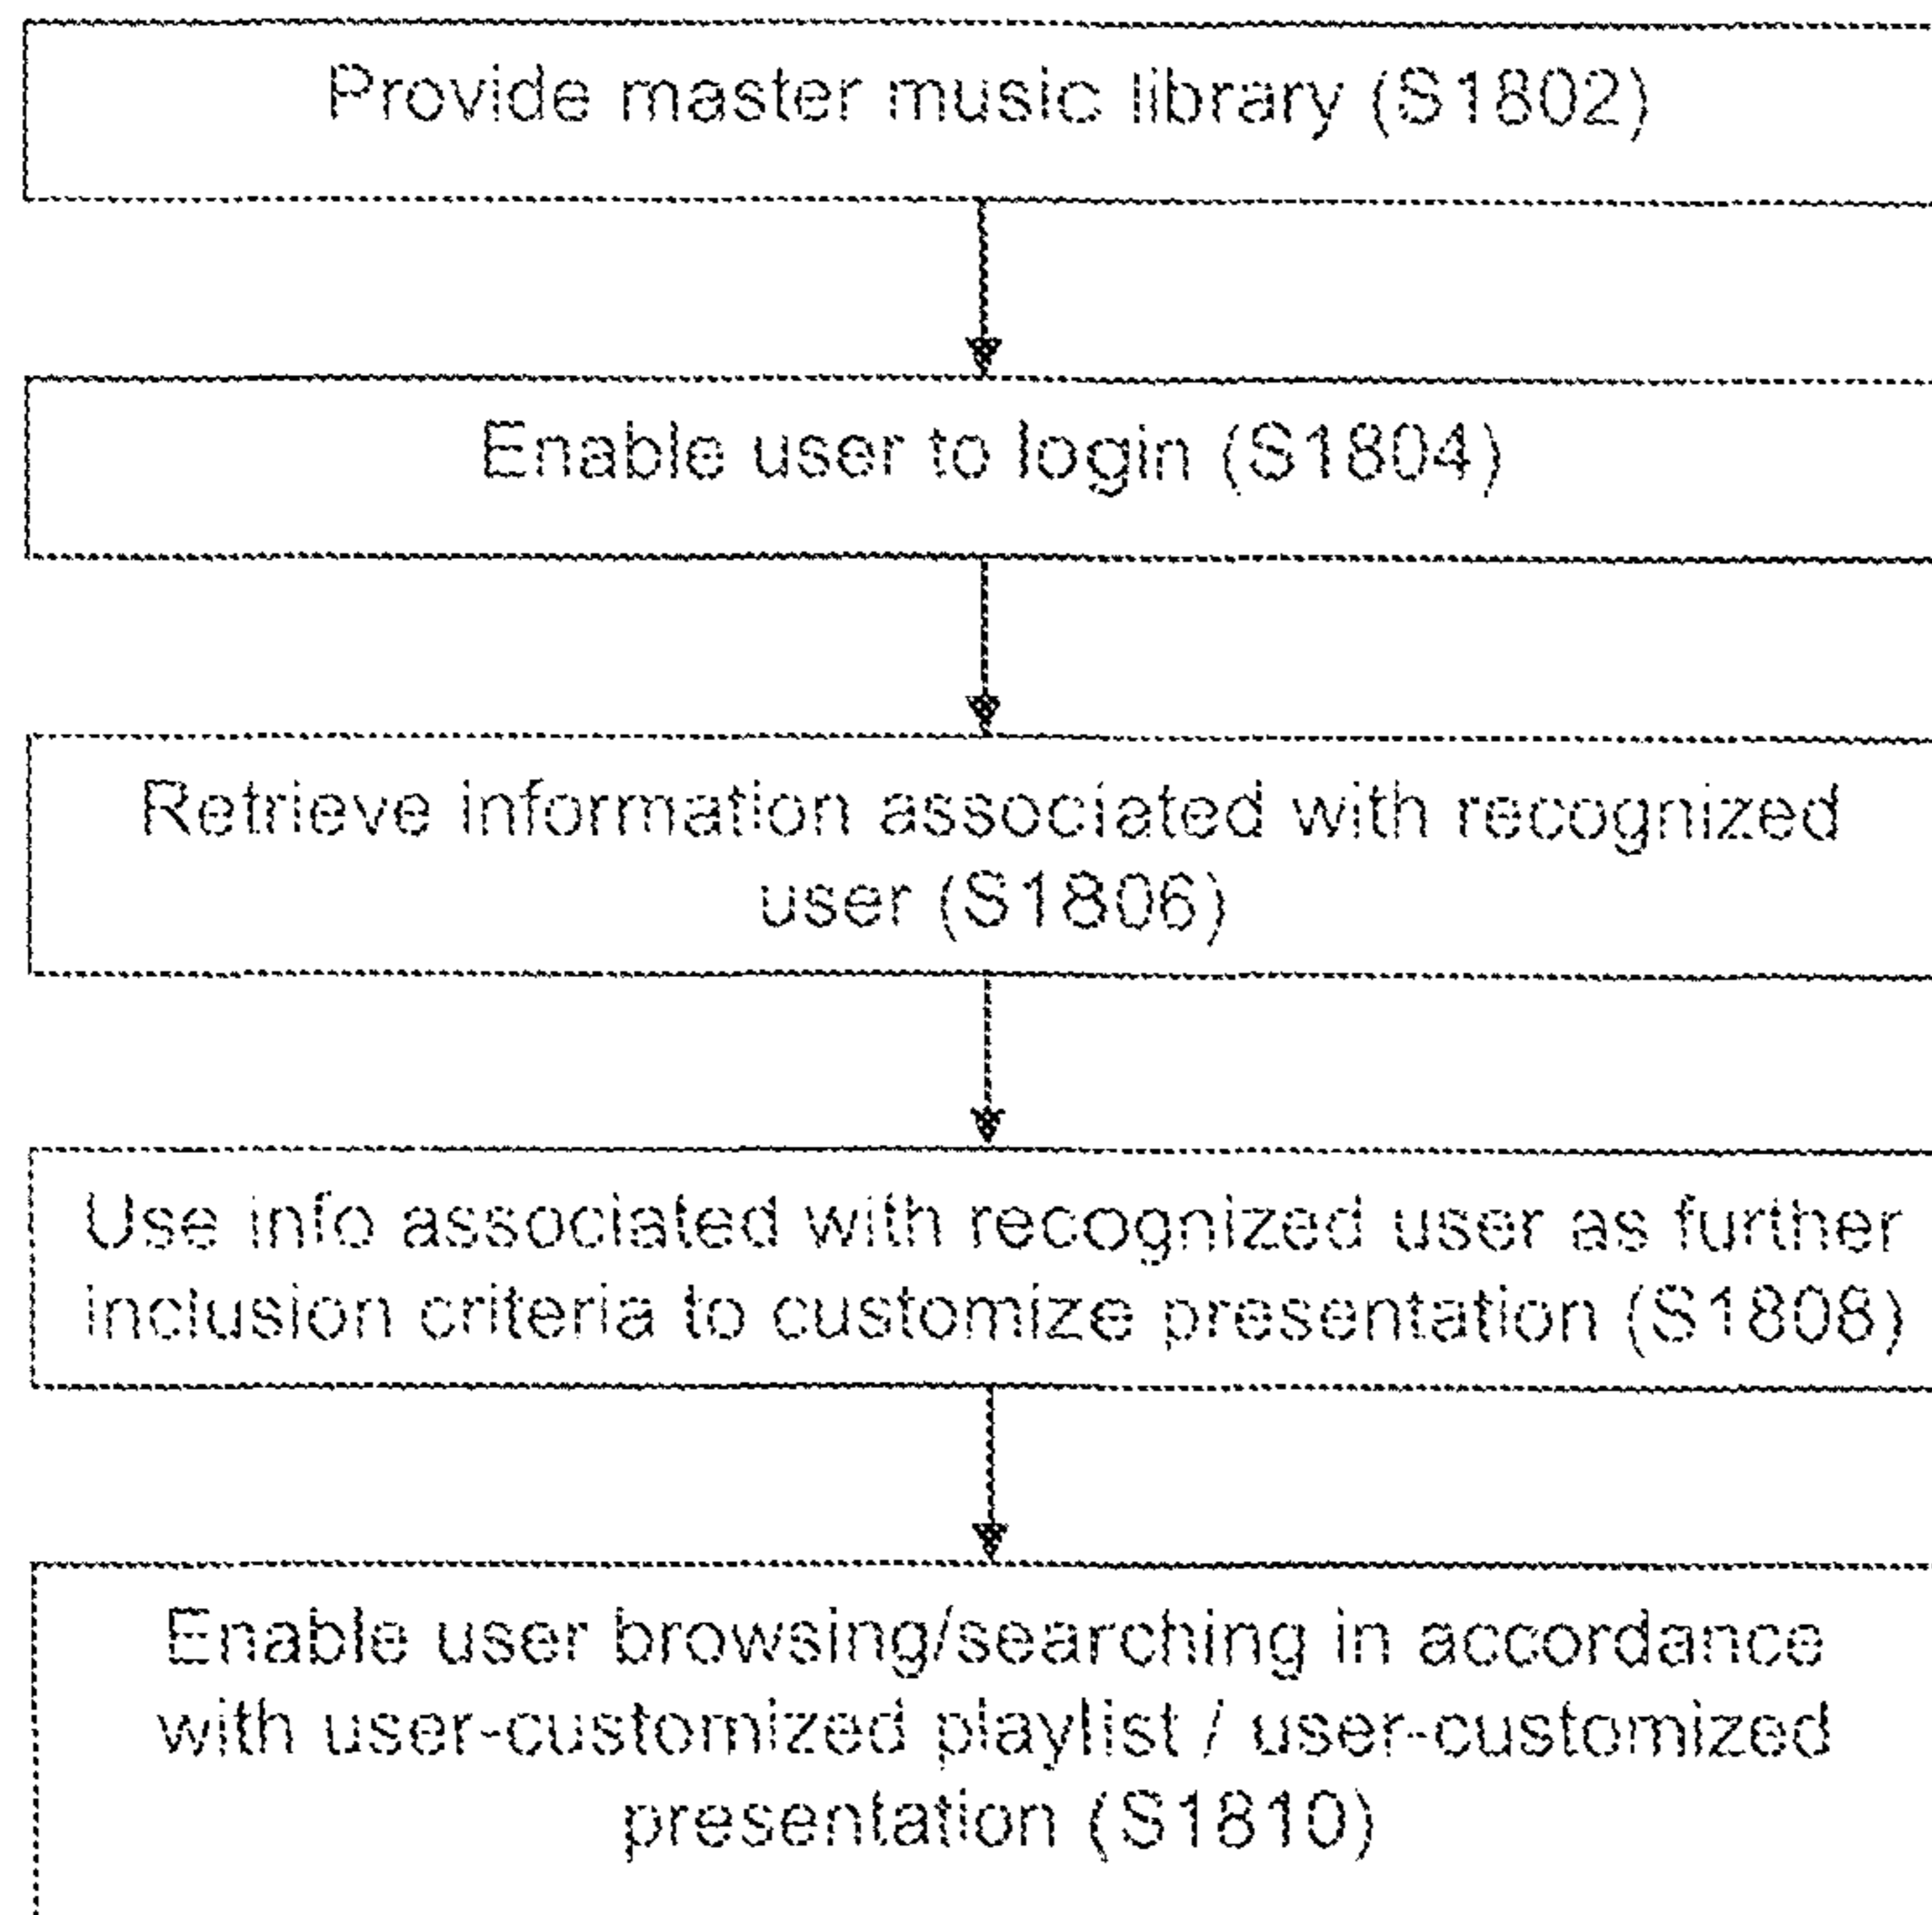 Provide master music library (S1802)
Enable user to login (S1804)
Retrieve information associated with recognized
user (S1806)
Use info associated with recognized user as further
inclusion criteria to customize presentation (S1808)
Enable user browsing/searching in accordance
with user-customized playlist / user-customized
presentation (S1810)